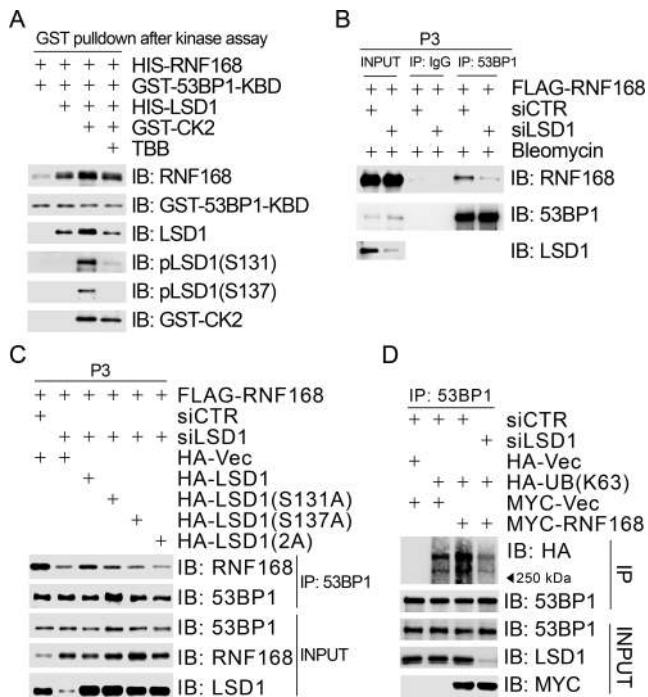 A
GST pulldown after kinase assay
+ + + + + HIS-RNF168
+ + + + + GST-53BP1-KBD
+ + + + HIS-LSD1
+ + GST-CK2
+ TBB
IB: RNF168
IB: GST-53BP1-KBD
IB: LSD1
IB: pLSD1(S131)
IB: pLSD1(S137)
IB: GST-CK2
B
P3
INPUT IP: IgG IP: 53BP1
+ + + + + + FLAG-RNF168
+ + + siCTR
+ + + siLSD1
+ + + + + + Bleomycin
IB: RNF168
IB: 53BP1
IB: LSD1
C
P3
+ + + + + + FLAG-RNF168
+ siCTR
+ + + + + siLSD1
+ + HA-Vec
+ HA-LSD1
+ HA-LSD1(S131A)
+ HA-LSD1(S137A)
+ HA-LSD1(2A)
IB: RNF168
IB: 53BP1
IP: 53BP1
IB: 53BP1
IB: RNF168
IB: LSD1
INPUT
D
IP: 53BP1
+ + + siCTR
+ siLSD1
+ HA-Vec
+ + + HA-UB(K63)
+ + MYC-Vec
+ + MYC-RNF168
IB: HA
◄250 kDa
IB: 53BP1
IP
IB: 53BP1
IB: LSD1
IB: MYC
INPUT